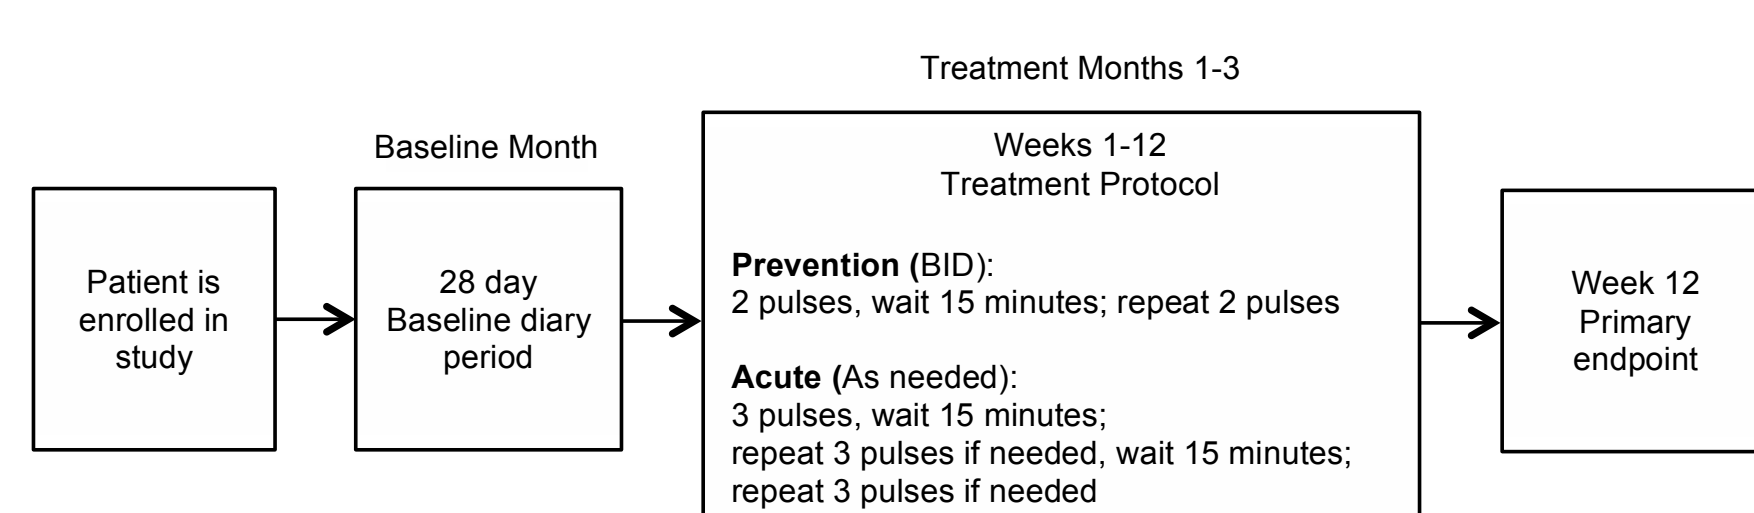 Treatment Months 1-3
Baseline Month
Patient is
enrolled in
study
28 day
Baseline diary
period
Weeks 1-12
Treatment Protocol
Prevention (BID):
2 pulses, wait 15 minutes; repeat 2 pulses
Acute (As needed):
3 pulses, wait 15 minutes;
repeat 3 pulses if needed, wait 15 minutes;
repeat 3 pulses if needed
Week 12
Primary
endpoint